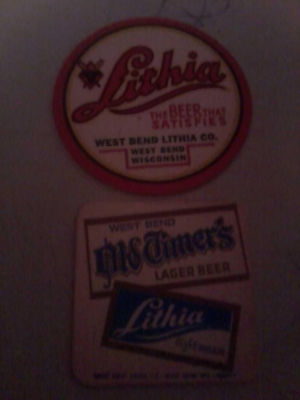 Lithia
THE BEER THAT
SATISFIES
WEST BEND LITHIA CO.
WEST BEND
WISCONSIN
WEST BEND
Old Timer's
LAGER BEER
Lithia